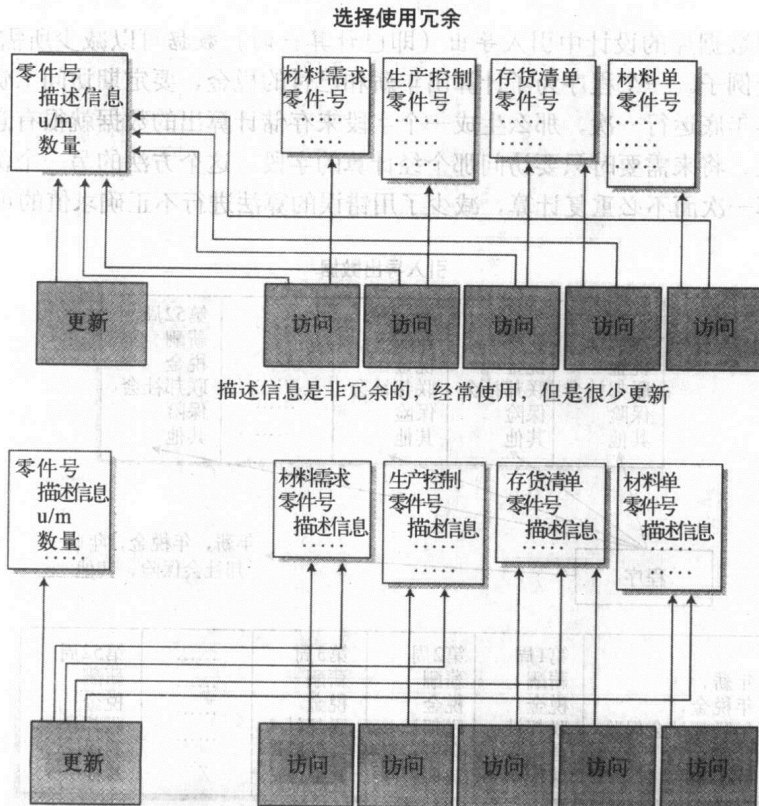 选择使用冗余
零件号
描述信息
u/m
数量
......
材料需求
零件号
......
......
生产控制
零件号
......
......
存货清单
零件号
......
......
材料单
零件号
......
......
更新
访问
访问
访问
访问
访问
描述信息是非冗余的，经常使用，但是很少更新
零件号
描述信息
u/m
数量
......
材料需求
零件号
描述信息
......
生产控制
零件号
描述信息
......
......
存货清单
零件号
描述信息
......
材料单
零件号
描述信息
......
......
更新
访问
访问
访问
访问
访问